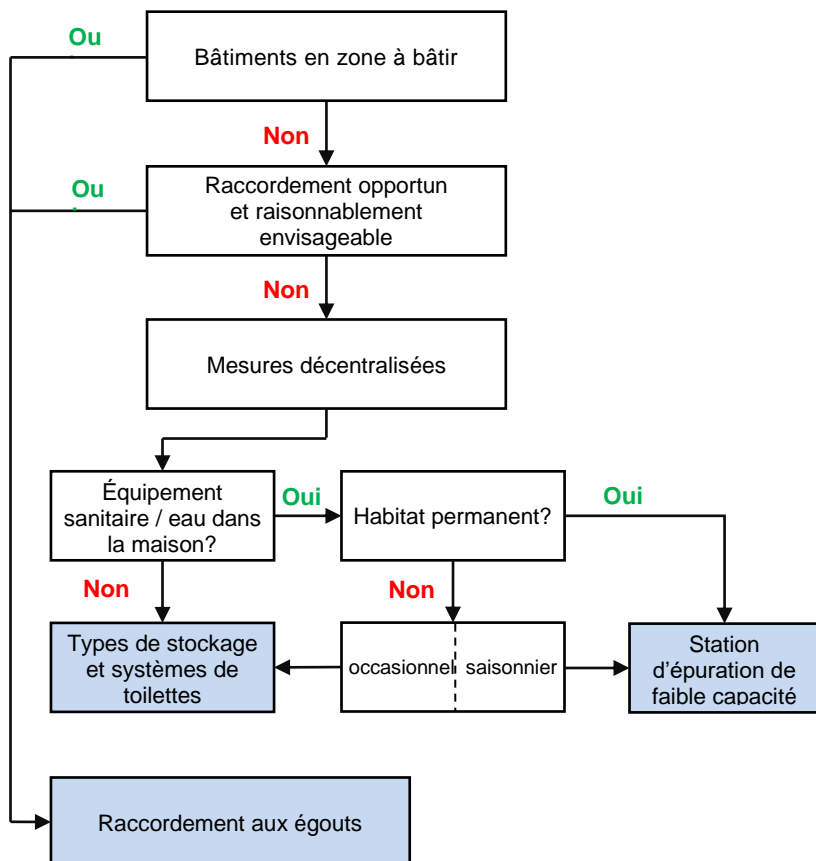 Ou
Bâtiments en zone à bâtir
Non
Ou
Raccordement opportun
et raisonnablement
envisageable
Non
Mesures décentralisées
Équipement
sanitaire / eau dans
la maison?
Oui
Habitat permanent?
Oui
Non
Non
Types de stockage
et systèmes de
toilettes
occasionnel
saisonnier
Station
d'épuration de
faible capacité
Raccordement aux égouts